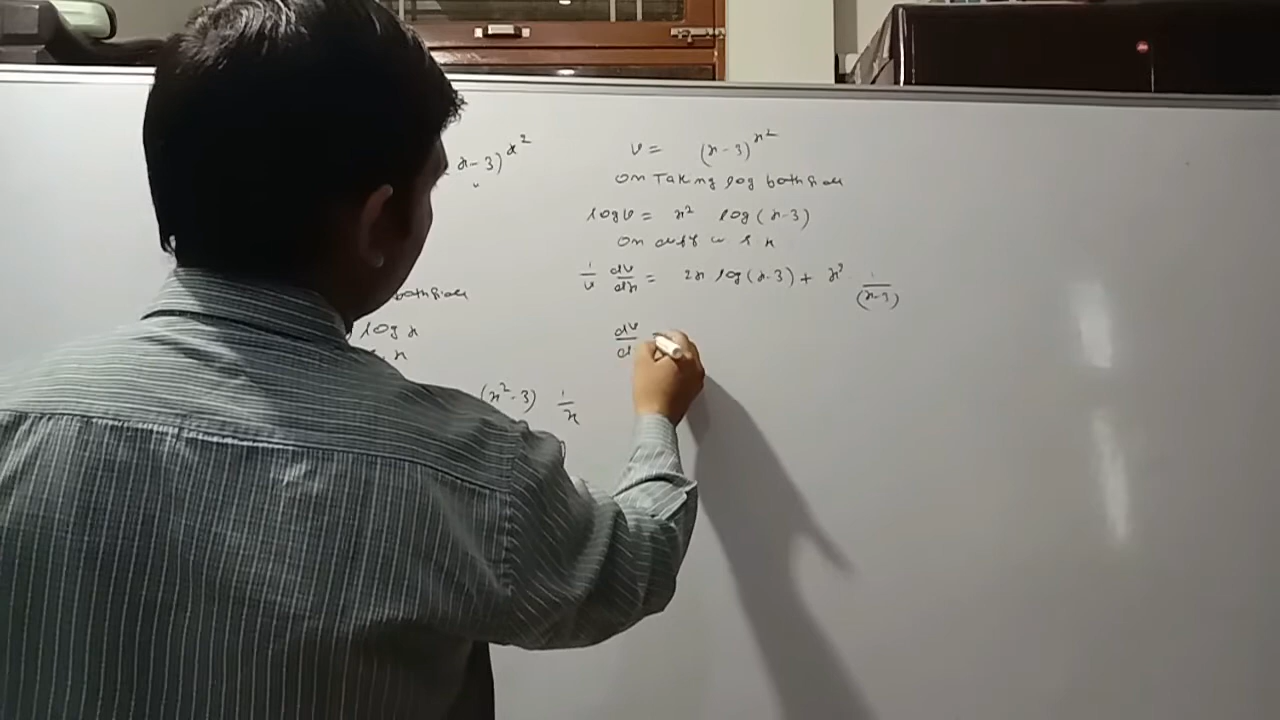 x-3)^x²
both side
log x
x
(x²-3) 1/x
v = (x-3)^x²
on Taking log both side
log v = x² log(x-3)
on diff w r x
1/v dv/dx = 2x log(x-3) + x² 1/(x-3)
dv/d